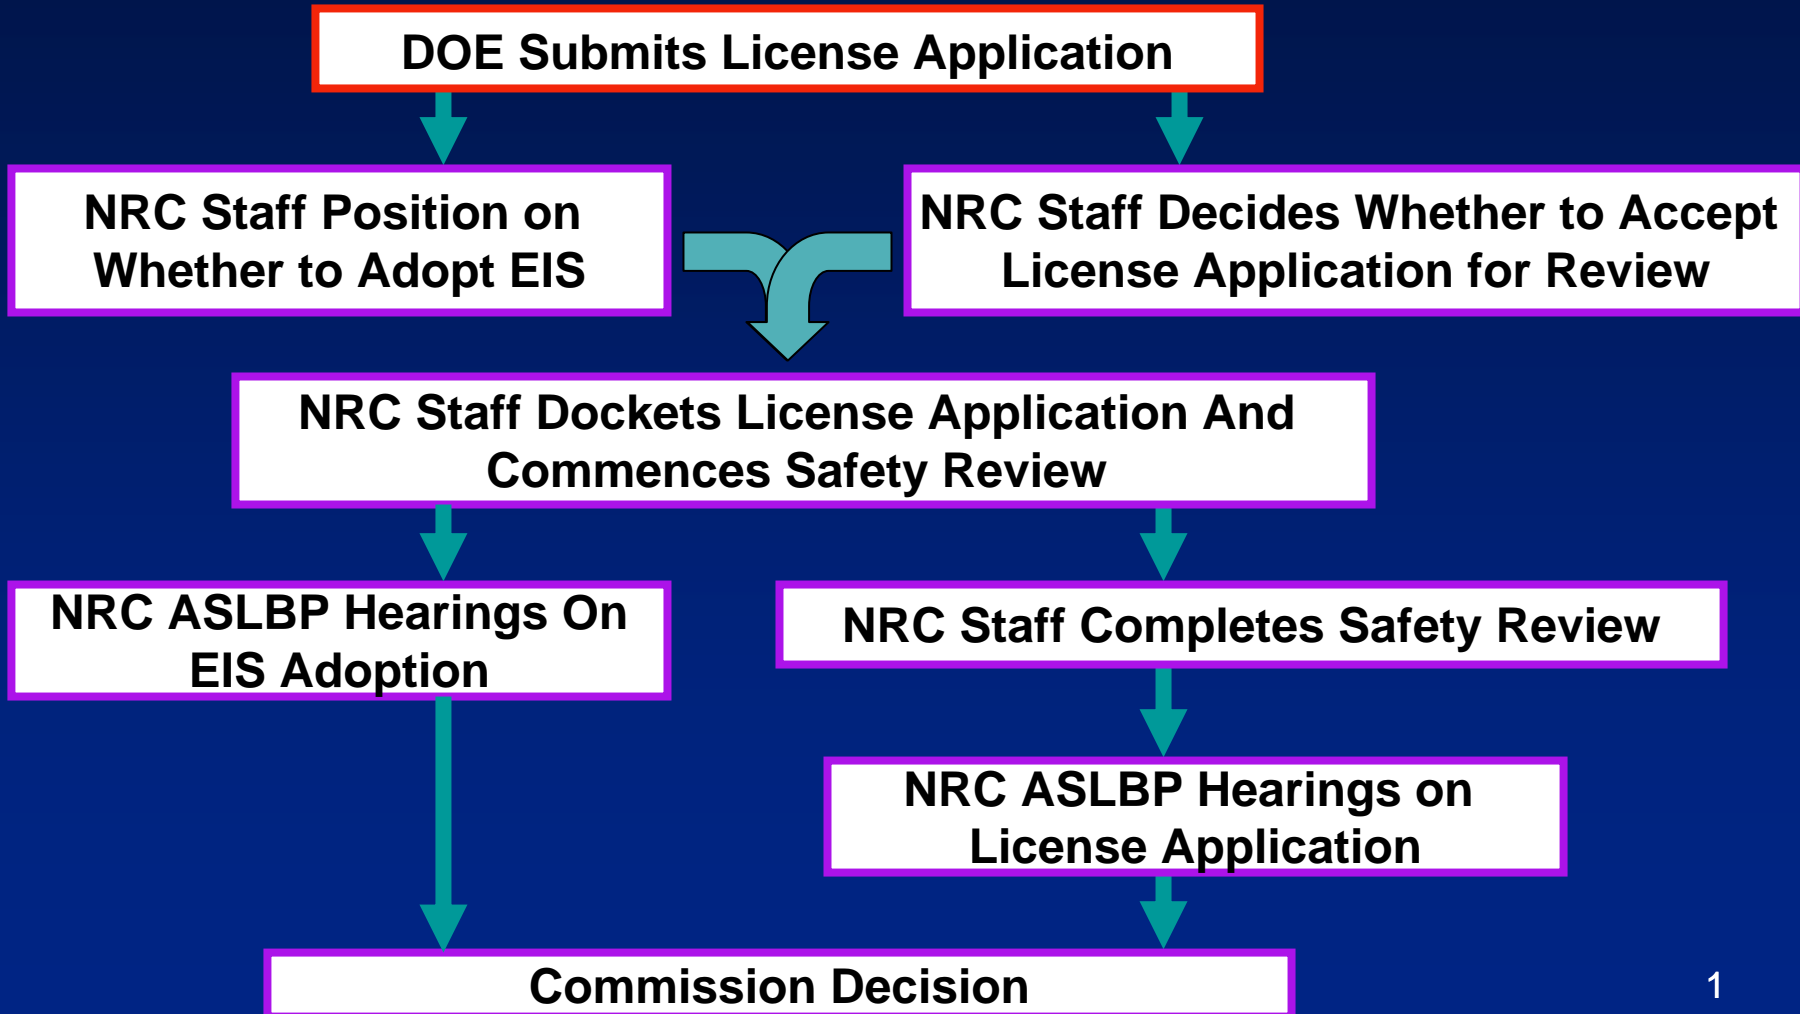 DOE Submits License Application
NRC Staff Position on
Whether to Adopt EIS
NRC Staff Decides Whether to Accept
License Application for Review
NRC Staff Dockets License Application And
Commences Safety Review
NRC ASLBP Hearings On
EIS Adoption
NRC Staff Completes Safety Review
NRC ASLBP Hearings on
License Application
Commission Decision
1